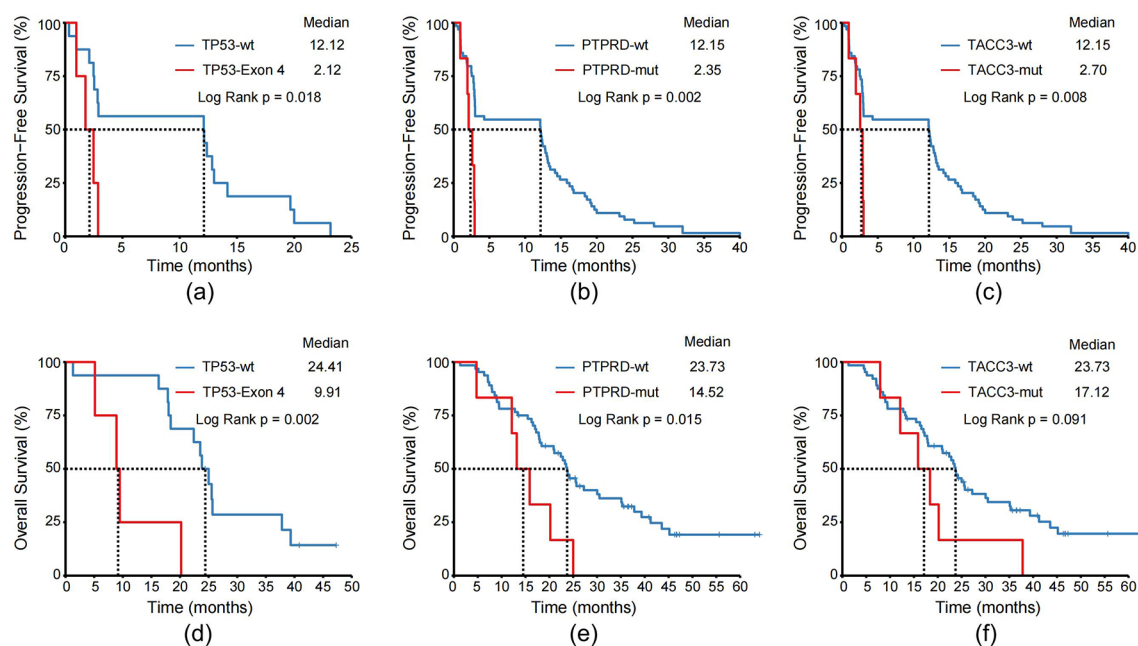 Progression−Free Survival (%)
100
75
50
25
0
Median
TP53-wt 12.12
TP53-Exon 4 2.12
Log Rank p = 0.018
0 5 10 15 20 25
Time (months)
(a)
Progression−Free Survival (%)
100
75
50
25
0
Median
PTPRD-wt 12.15
PTPRD-mut 2.35
Log Rank p = 0.002
0 5 10 15 20 25 30 35 40
Time (months)
(b)
Progression−Free Survival (%)
100
75
50
25
0
Median
TACC3-wt 12.15
TACC3-mut 2.70
Log Rank p = 0.008
0 5 10 15 20 25 30 35 40
Time (months)
(c)
Overall Survival (%)
100
75
50
25
0
Median
TP53-wt 24.41
TP53-Exon 4 9.91
Log Rank p = 0.002
0 5 10 15 20 25 30 35 40 45 50
Time (months)
(d)
Overall Survival (%)
100
75
50
25
0
Median
PTPRD-wt 23.73
PTPRD-mut 14.52
Log Rank p = 0.015
0 5 10 15 20 25 30 35 40 45 50 55 60
Time (months)
(e)
Overall Survival (%)
100
75
50
25
0
Median
TACC3-wt 23.73
TACC3-mut 17.12
Log Rank p = 0.091
0 5 10 15 20 25 30 35 40 45 50 55 60
Time (months)
(f)